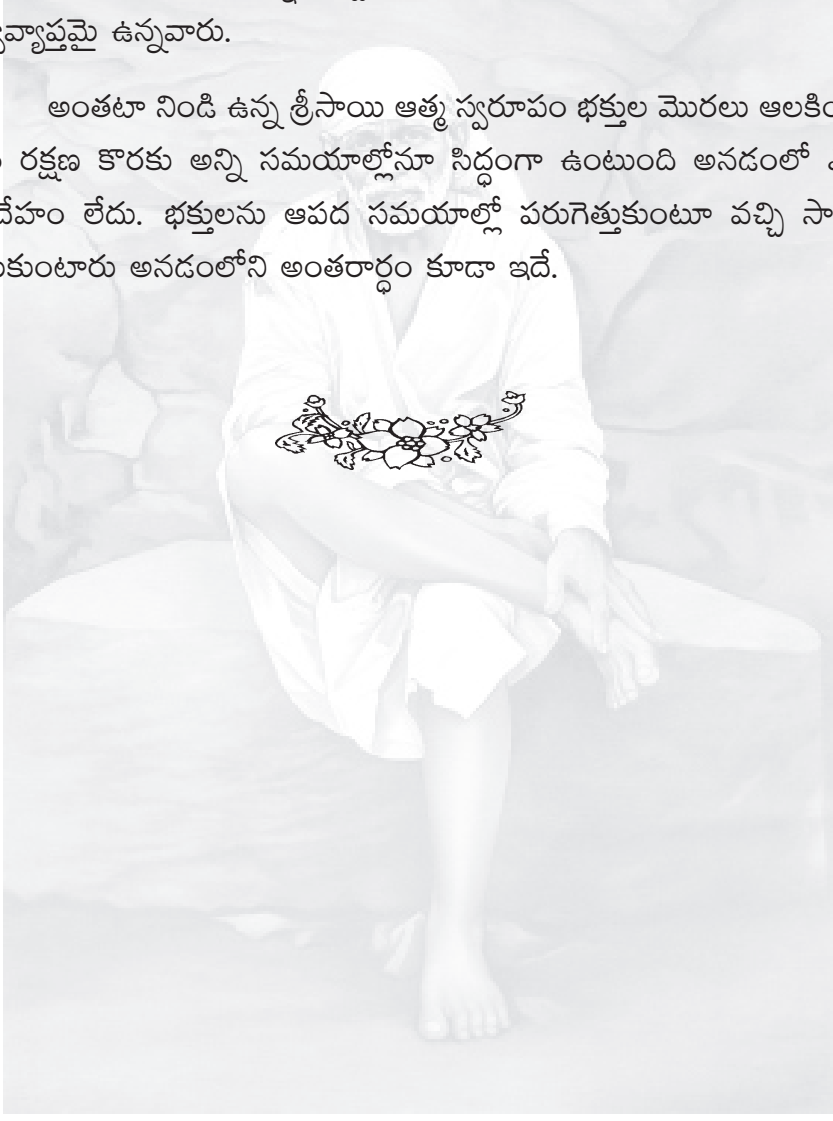 వ్యాప్తమై ఉన్నవారు.
అంతటా నిండి ఉన్న శ్రీసాయి ఆత్మ స్వరూపం భక్తుల మొరలు
రక్షణ కొరకు అన్ని సమయాల్లోనూ సిద్ధంగా ఉంటుంది అనడంలో
లేదు. భక్తులను ఆపద సమయాల్లో పరుగెత్తుకుంటూ వచ్చి
అనడంలోని అంతరార్ధం కూడా ఇదే.